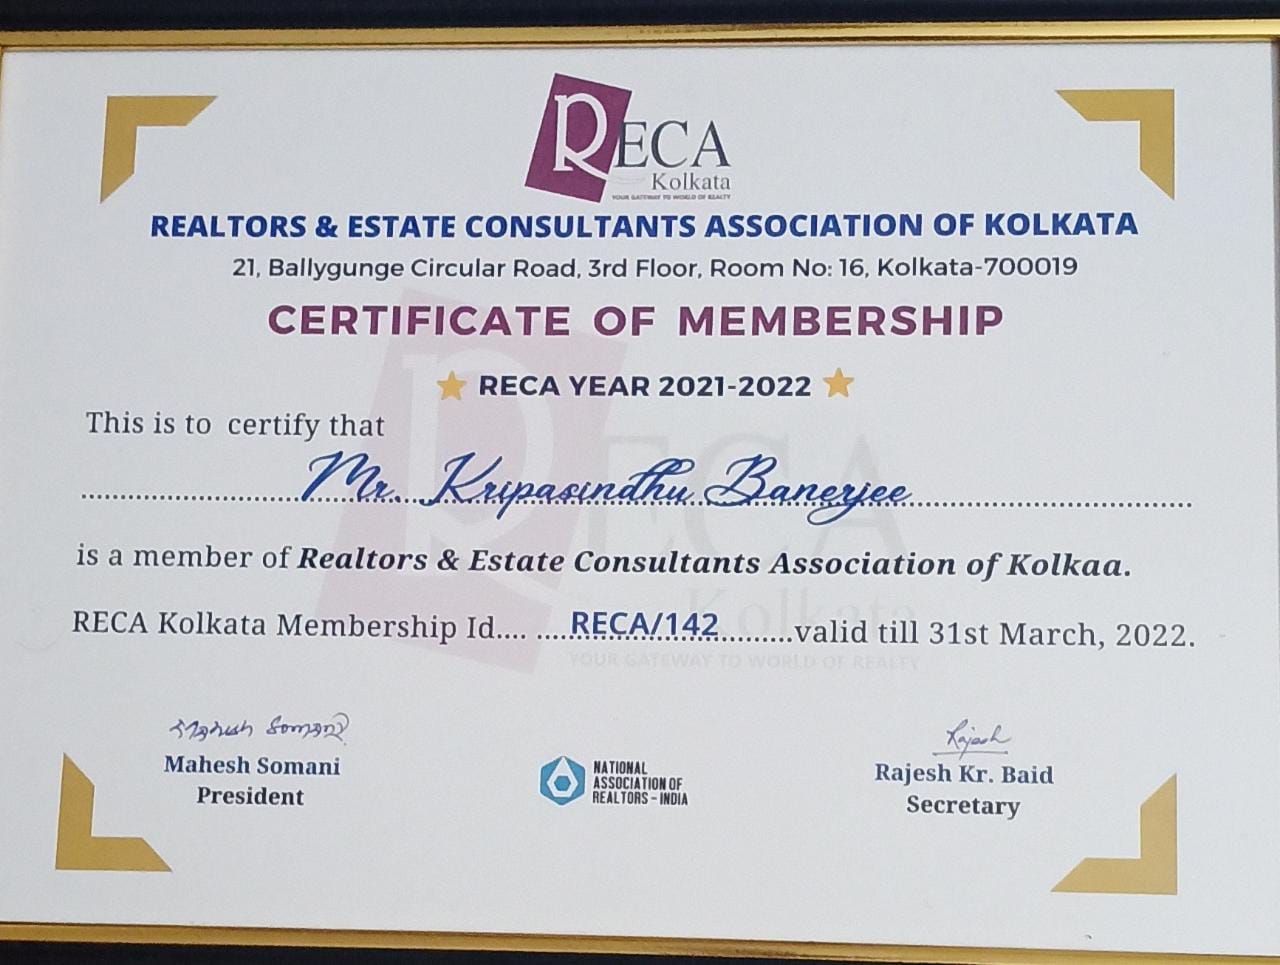 RECA
Kolkata
YOUR GATEWAY TO WORLD OF REALTY
REALTORS & ESTATE CONSULTANTS ASSOCIATION OF KOLKATA
21, Ballygunge Circular Road, 3rd Floor, Room No: 16, Kolkata-700019
CERTIFICATE OF MEMBERSHIP
RECA YEAR 2021-2022
This is to certify that
Mr. Kripasindhu Banerjee
is a member of Realtors & Estate Consultants Association of Kolkaa.
RECA Kolkata Membership Id.... ....RECA/142.........valid till 31st March, 2022.
RECA
Kolkata
YOUR GATEWAY TO WORLD OF REALTY
Mahesh Somani
Mahesh Somani
President
NATIONAL
ASSOCIATION OF
REALTORS - INDIA
Rajesh
Rajesh Kr. Baid
Secretary